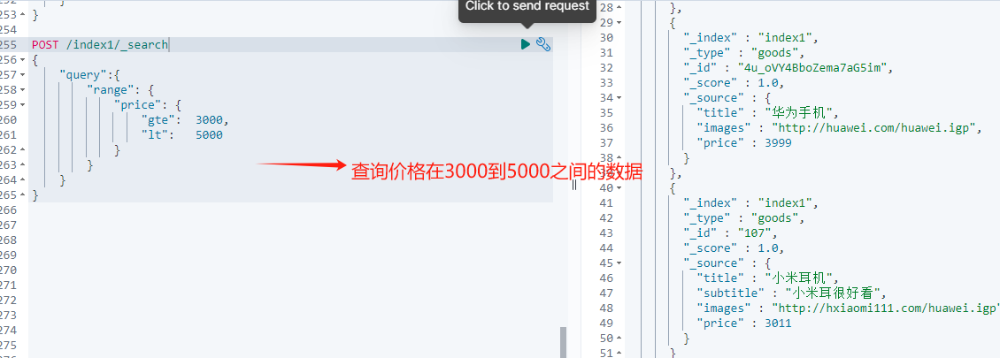 Click to send request
253 }
254
255 POST /index1/_search
256 {
257 "query":{
258 "range": {
259 "price": {
260 "gte": 3000,
261 "lt": 5000
262 }
263 }
264 }
265 }
266
267
268
269
270
271
272
273
274
275
查询价格在3000到5000之间的数据
28 },
29 {
30 "_index" : "index1",
31 "_type" : "goods",
32 "_id" : "4u_oVY4BboZema7aG5im",
33 "_score" : 1.0,
34 "_source" : {
35 "title" : "华为手机",
36 "images" : "http://huawei.com/huawei.igp",
37 "price" : 3999
38 }
},
40 {
41 "_index" : "index1",
42 "_type" : "goods",
43 "_id" : "107",
44 "_score" : 1.0,
45 "_source" : {
46 "title" : "小米耳机",
47 "subtitle" : "小米耳很好看",
48 "images" : "http://hxiaomi111.com/huawei.igp"
49 "price" : 3011
50 }
51 }